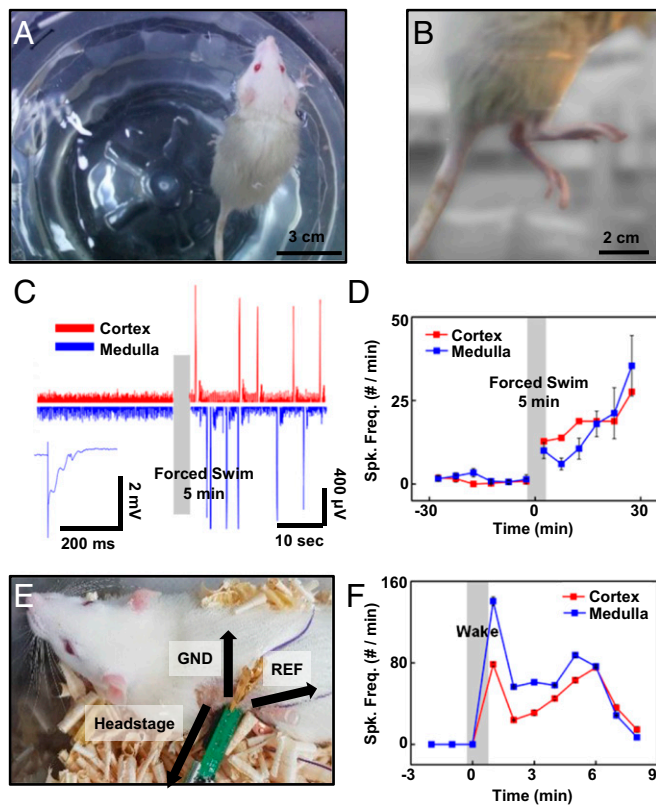 A
3 cm
B
2 cm
C
Cortex
Medulla
Forced Swim
5 min
2 mV
200 ms
400 µV
10 sec
D
50
25
0
Spk. Freq. (# / min)
Cortex
Medulla
Forced Swim
5 min
-30
0
30
Time (min)
E
GND
REF
Headstage
F
160
80
0
Spk. Freq. (# / min)
Cortex
Medulla
Wake
-3
0
3
6
9
Time (min)